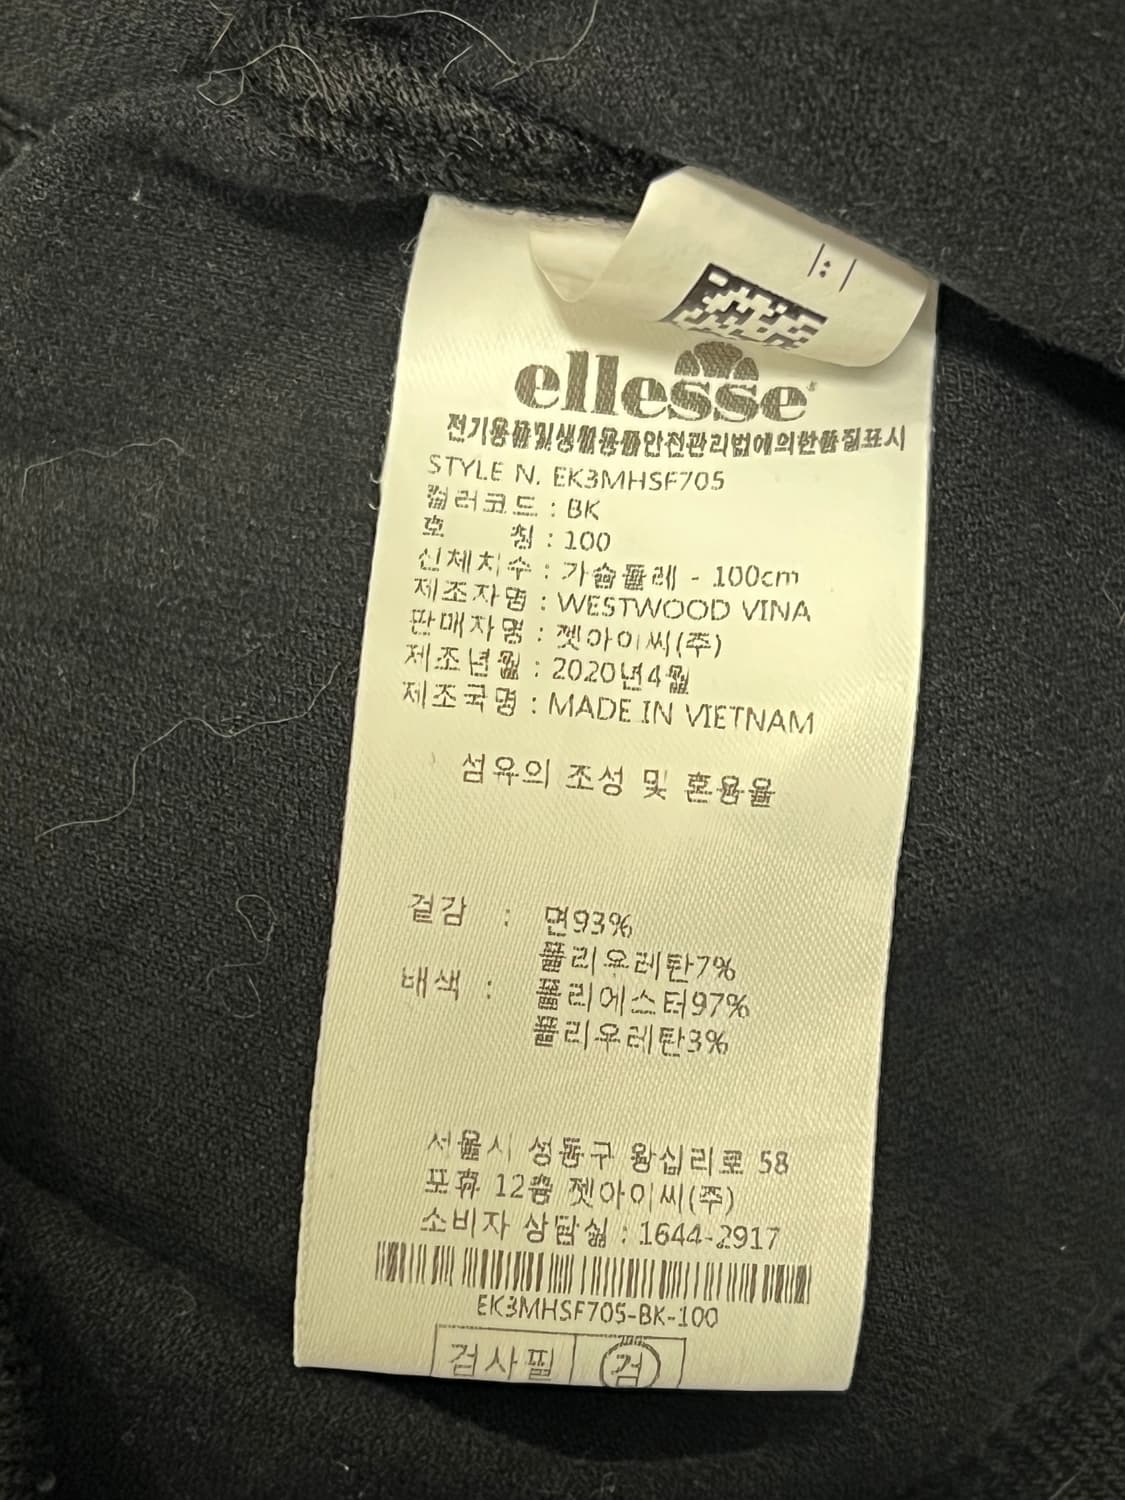 ellesse
전기용품및생활용품안전관리법에의한품질표시
STYLE N. EK3MHSF705
컬러코드 : BK
호 칭 : 100
신체치수 : 가슴둘레 - 100cm
제조자명 : WESTWOOD VINA
판매자명 : 젯아이씨(주)
제조년월 : 2020년4월
제조국명 : MADE IN VIETNAM
섬유의 조성 및 혼용율
겉감 : 면93%
폴리우레탄7%
배색 : 폴리에스터97%
폴리우레탄3%
서울시 성동구 왕십리로 58
포휴 12층 젯아이씨(주)
소비자 상담실 : 1644-2917
EK3MHSF705-BK-100
검사필 검